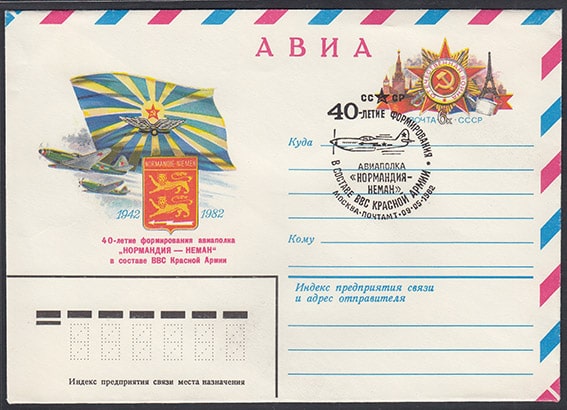 АВИА
NORMANDIE-NIEMEN
1942 1982
40-летие формирования авиаполка
„НОРМАНДИЯ — НЕМАН“
в составе ВВС Красной Армии
ПОЧТА СССР
СС СР
40-ЛЕТИЕ ФОРМИРОВАНИЯ
АВИАПОЛКА
«НОРМАНДИЯ-
НЕМАН»
В СОСТАВЕ ВВС КРАСНОЙ АРМИИ
МОСКВА-ПОЧТАМТ-09-05-1982
Куда
Кому
Индекс предприятия связи
и адрес отправителя
Индекс предприятия связи места назначения